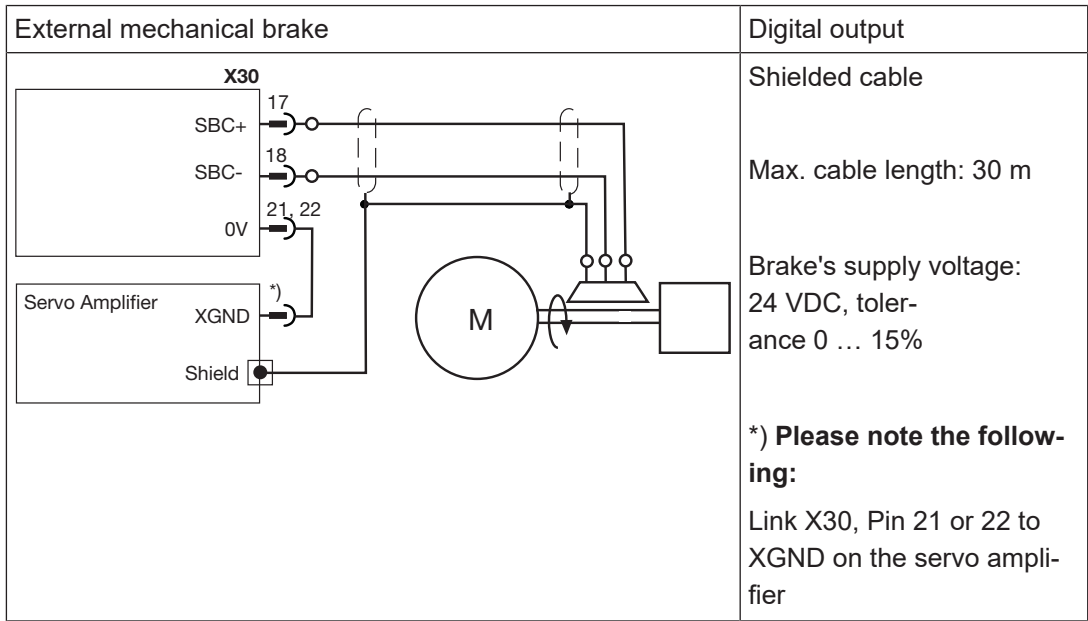 External mechanical brake
Digital output
X30
17
SBC+
18
SBC-
21, 22
0V
Servo Amplifier
*)
XGND
Shield
M
Shielded cable
Max. cable length: 30 m
Brake's supply voltage:
24 VDC, toler-
ance 0 … 15%
*) Please note the follow-
ing:
Link X30, Pin 21 or 22 to
XGND on the servo ampli-
fier